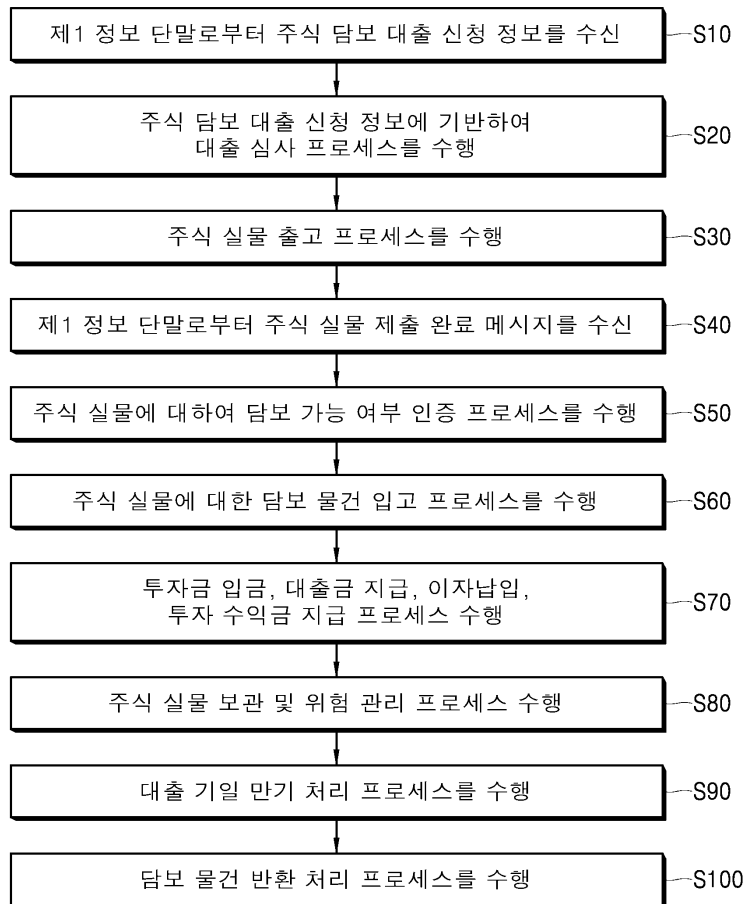 제1 정보 단말로부터 주식 담보 대출 신청 정보를 수신 S10
주식 담보 대출 신청 정보에 기반하여
대출 심사 프로세스를 수행 S20
주식 실물 출고 프로세스를 수행 S30
제1 정보 단말로부터 주식 실물 제출 완료 메시지를 수신 S40
주식 실물에 대하여 담보 가능 여부 인증 프로세스를 수행 S50
주식 실물에 대한 담보 물건 입고 프로세스를 수행 S60
투자금 입금, 대출금 지급, 이자납입,
투자 수익금 지급 프로세스 수행 S70
주식 실물 보관 및 위험 관리 프로세스 수행 S80
대출 기일 만기 처리 프로세스를 수행 S90
담보 물건 반환 처리 프로세스를 수행 S100